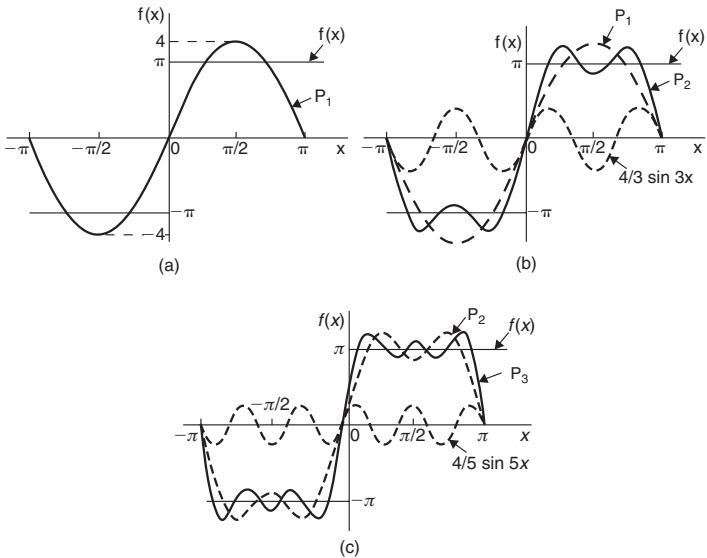 f(x)
4
π
f(x)
P1
−π
−π/2
0
π/2
π
x
−π
−4
(a)
f(x)
π
P1
f(x)
P2
−π
−π/2
0
π/2
π
x
4/3 sin 3x
−π
(b)
f(x)
π
P2
f(x)
P3
−π/2
−π
0
π/2
π
x
4/5 sin 5x
−π
(c)